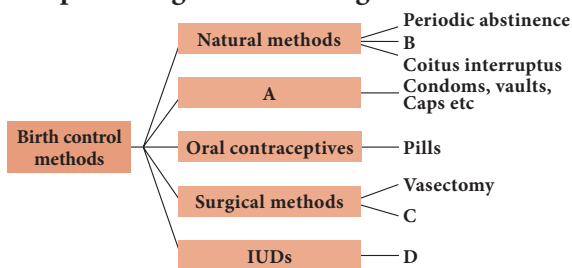 Natural methods
Periodic abstinence
B
Coitus interruptus
A
Condoms, vaults,
Caps etc
Birth control
methods
Oral contraceptives
Pills
Surgical methods
Vasectomy
C
IUDs
D